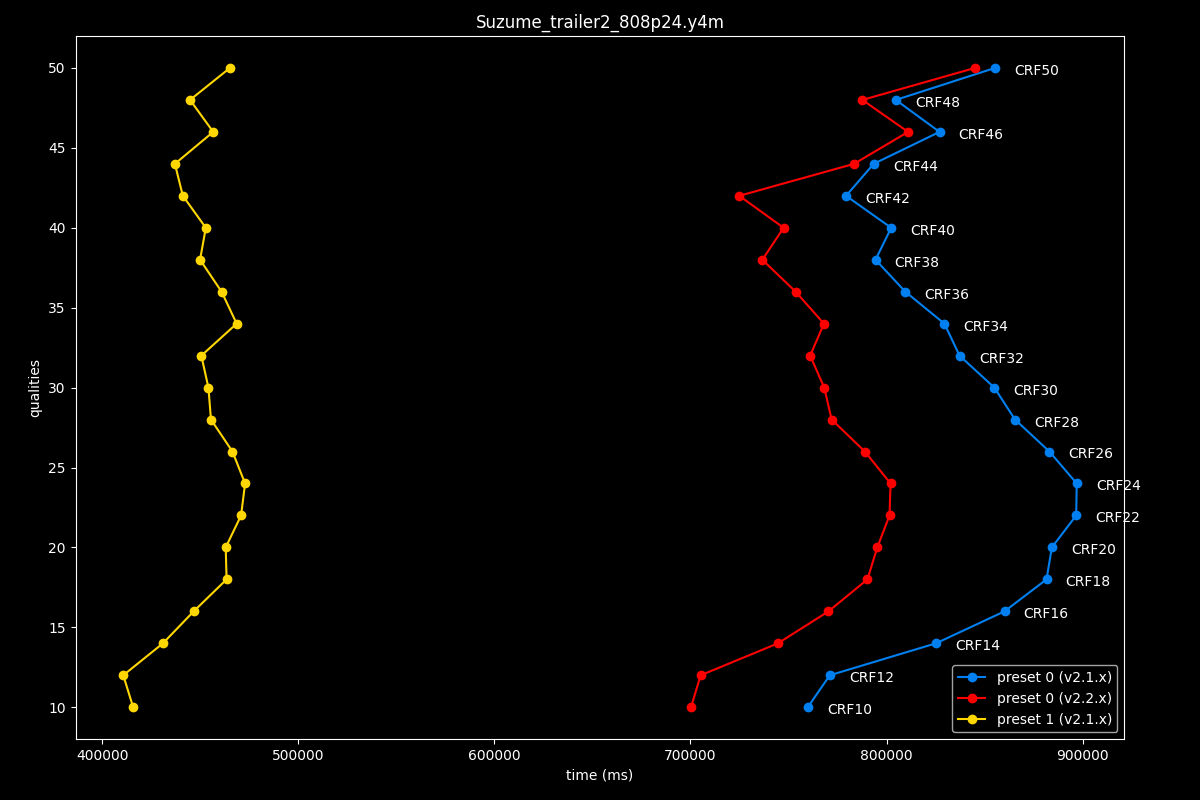 Suzume_trailer2_808p24.y4m
50
45
40
35
30
25
20
15
10
qualities
CRF50
CRF48
CRF46
CRF44
CRF42
CRF40
CRF38
CRF36
CRF34
CRF32
CRF30
CRF28
CRF26
CRF24
CRF22
CRF20
CRF18
CRF16
CRF14
CRF12
CRF10
preset 0 (v2.1.x)
preset 0 (v2.2.x)
preset 1 (v2.1.x)
400000 500000 600000 700000 800000 900000
time (ms)